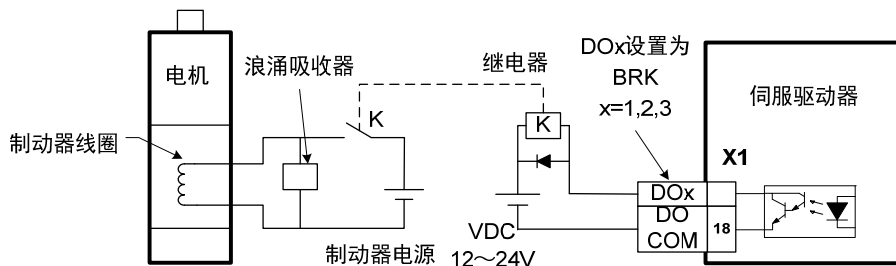 电机
浪涌吸收器
继电器
DOx设置为
BRK
x=1,2,3
伺服驱动器
制动器线圈
K
K
X1
DOx
DO
COM
18
制动器电源
VDC
12～24V